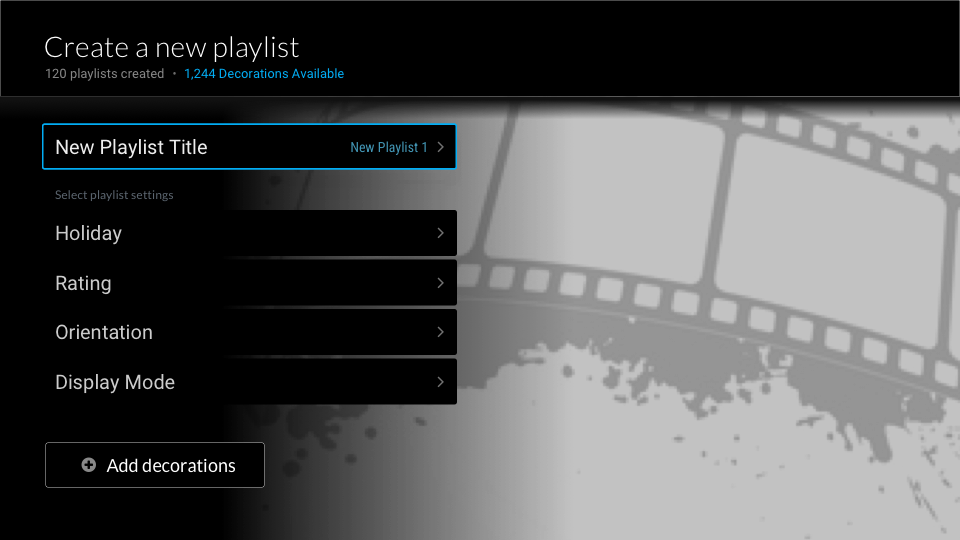 Create a new playlist
120 playlists created • 1,244 Decorations Available
New Playlist Title New Playlist 1
Select playlist settings
Holiday
Rating
Orientation
Display Mode
Add decorations